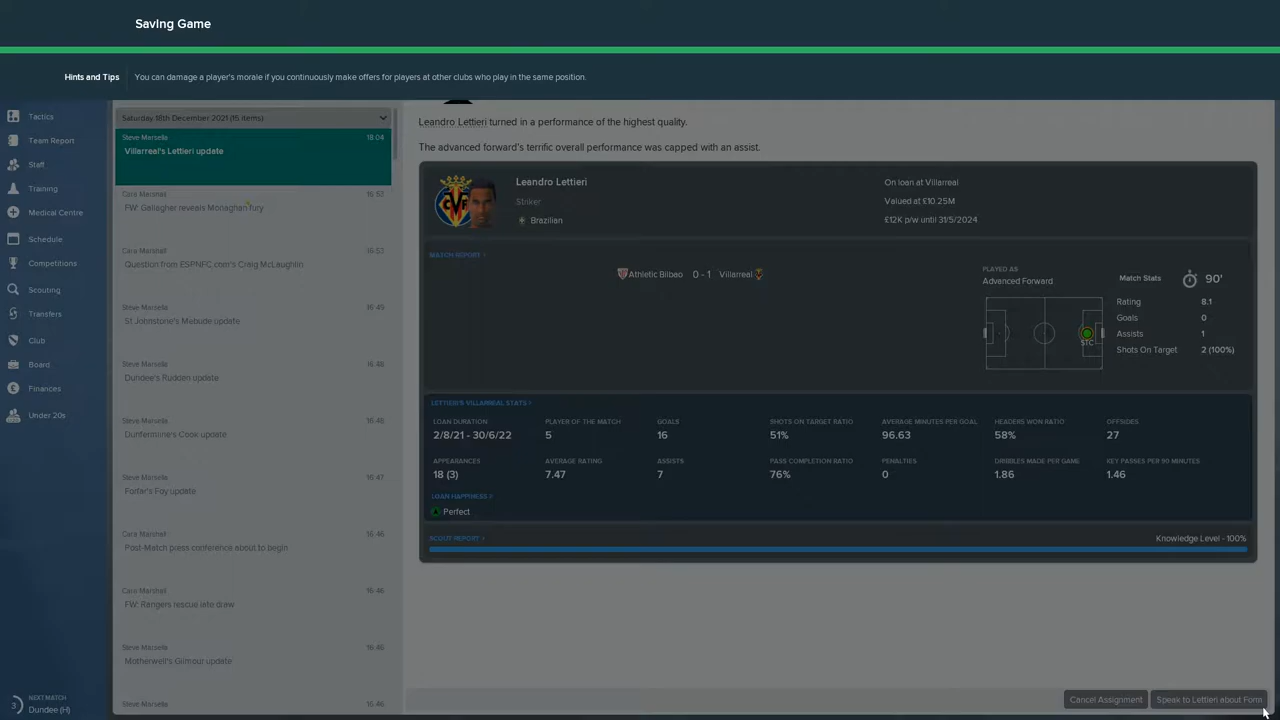 Saving Game
Hints and Tips
You can damage a player's morale if you continuously make offers for players at other clubs who play in the same position.
Tactics
Team Report
Staff
Training
Medical Centre
Schedule
Competitions
Scouting
Transfers
Club
Board
Finances
Under 20s
3
NEXT MATCH
Dundee (H)
Saturday 18th December 2021 (15 items)
Steve Marsella 18:04
Villarreal's Lettieri update
Cara Marshall 16:53
FW: Gallagher reveals Monaghan fury
Cara Marshall 16:53
Question from ESPNFC.com's Craig McLaughlin
Steve Marsella 16:49
St Johnstone's Mebude update
Steve Marsella 16:48
Dundee's Rudden update
Steve Marsella 16:48
Dunfermline's Cook update
Steve Marsella 16:47
Forfar's Foy update
Cara Marshall 16:46
Post-Match press conference about to begin
Cara Marshall 16:46
FW: Rangers rescue late draw
Steve Marsella 16:45
Motherwell's Gilmour update
Steve Marsella 16:45
Leandro Lettieri turned in a performance of the highest quality.
The advanced forward's terrific overall performance was capped with an assist.
Leandro Lettieri
Striker
Brazilian
On loan at Villarreal
Valued at £10.25M
£12K p/w until 31/5/2024
MATCH REPORT >
Athletic Bilbao 0 - 1 Villarreal
PLAYED AS
Advanced Forward
STC
Match Stats 90'
Rating 8.1
Goals 0
Assists 1
Shots On Target 2 (100%)
LETTIERI'S VILLARREAL STATS >
LOAN DURATION PLAYER OF THE MATCH GOALS SHOTS ON TARGET RATIO AVERAGE MINUTES PER GOAL HEADERS WON RATIO OFFSIDES
2/8/21 - 30/6/22 5 16 51% 96.63 58% 27
APPEARANCES AVERAGE RATING ASSISTS PASS COMPLETION RATIO PENALTIES DRIBBLES MADE PER GAME KEY PASSES PER 90 MINUTES
18 (3) 7.47 7 76% 0 1.86 1.46
LOAN HAPPINESS >
Perfect
SCOUT REPORT > Knowledge Level - 100%
Cancel Assignment
Speak to Lettieri about Form